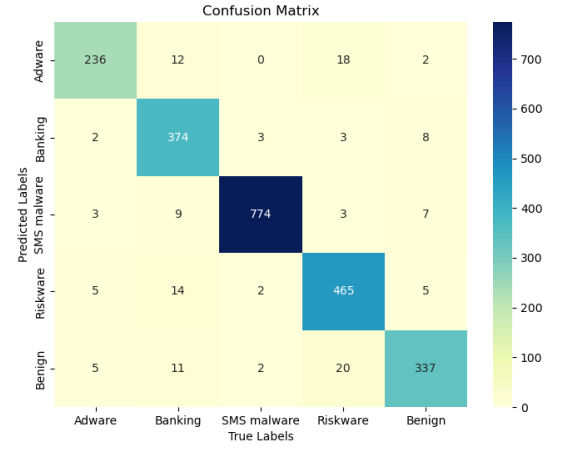 Confusion Matrix
Adware 236 12 0 18 2
Banking 2 374 3 3 8
SMS malware 3 9 774 3 7
Riskware 5 14 2 465 5
Benign 5 11 2 20 337
Adware Banking SMS malware Riskware Benign
True Labels
Predicted Labels
700
600
500
400
300
200
100
0